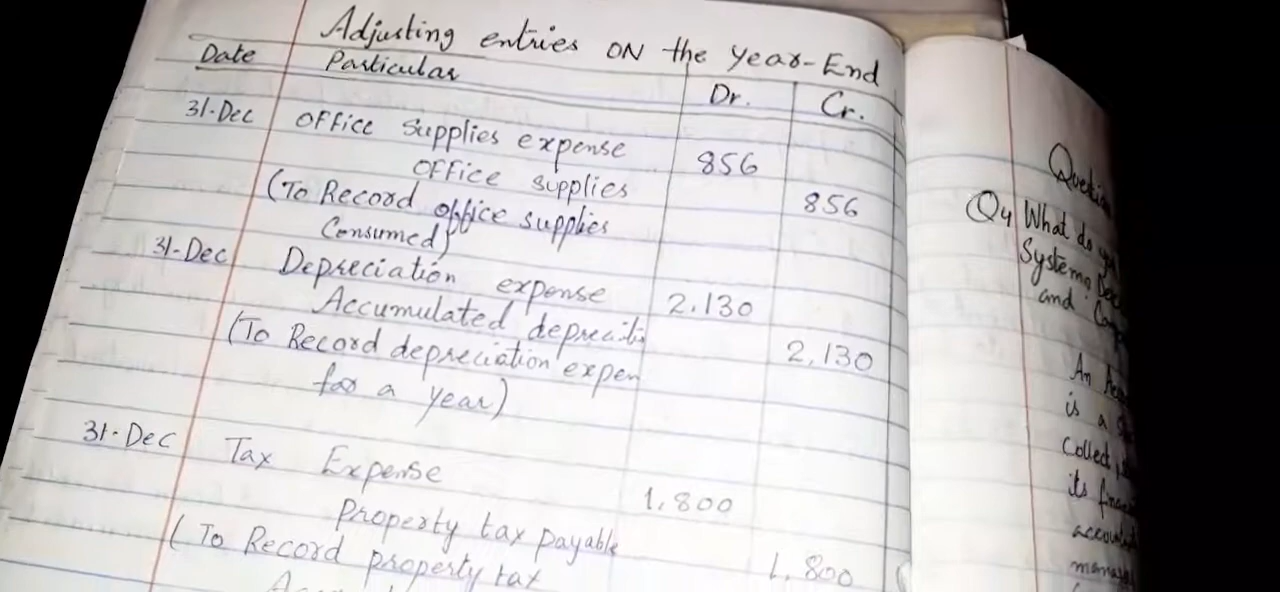 Adjusting entries ON the Year-End
Date Particular Dr. Cr.
31-Dec Office Supplies expense 856
Office supplies 856
(To Record office supplies
Consumed)
31-Dec Depreciation expense 2,130
Accumulated 2,130
(To Record depreciation expen
for a year)
31-Dec Tax Expense 1,800
Property tax payable 1,800
(To Record property tax
Q4 What do
System
and
An
is a
Collect
its